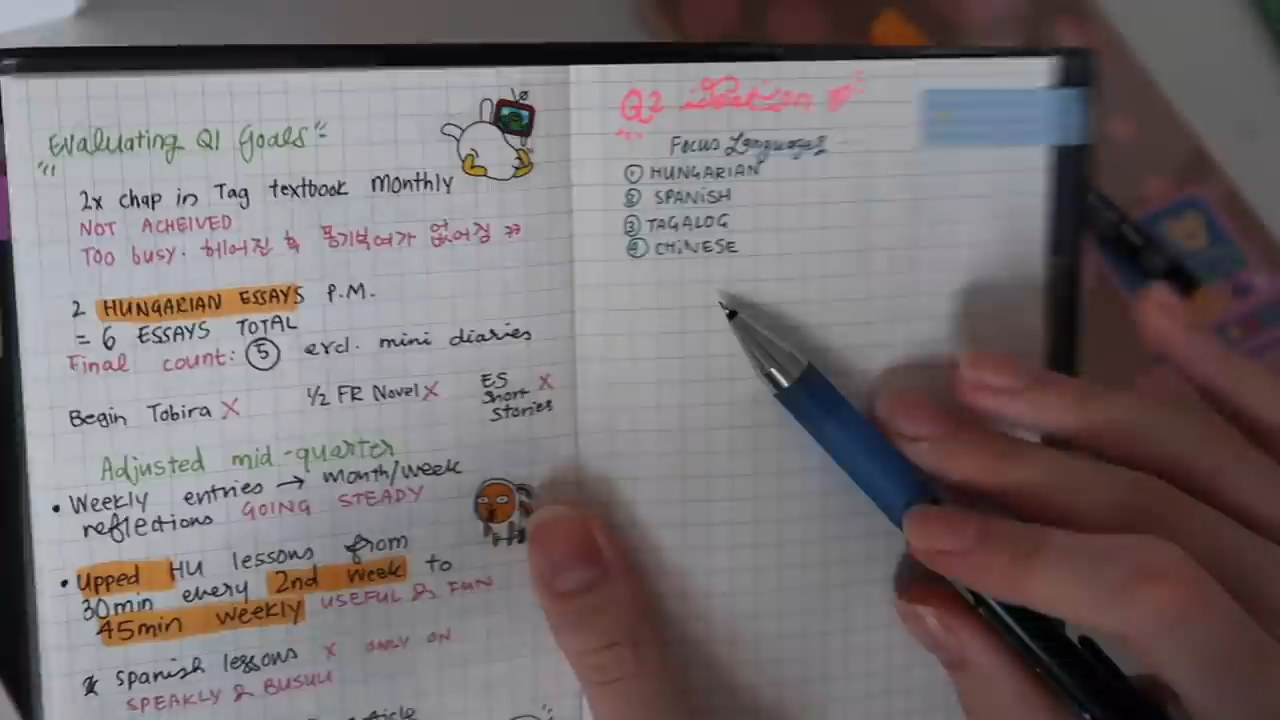 Evaluating Q1 Goals
2x chap in Tag textbook monthly
NOT ACHEIVED
Too busy. 헤어진 후 동기부여가 없어짐 ㅋㅋ
2 HUNGARIAN ESSAYS P.M.
= 6 ESSAYS TOTAL
Final count: 5 excl. mini diaries
Begin Tobira X
1/2 FR Novel X
ES Short Stories X
Adjusted mid-quarter
• Weekly entries → month/week
reflections GOING STEADY
• Upped HU lessons from
30min every 2nd week to
45min weekly USEFUL & FUN
Spanish lessons X ONLY ON
SPEAKLY & BUSUU
Q2
Focus Languages
① HUNGARIAN
② SPANISH
③ TAGALOG
④ CHINESE